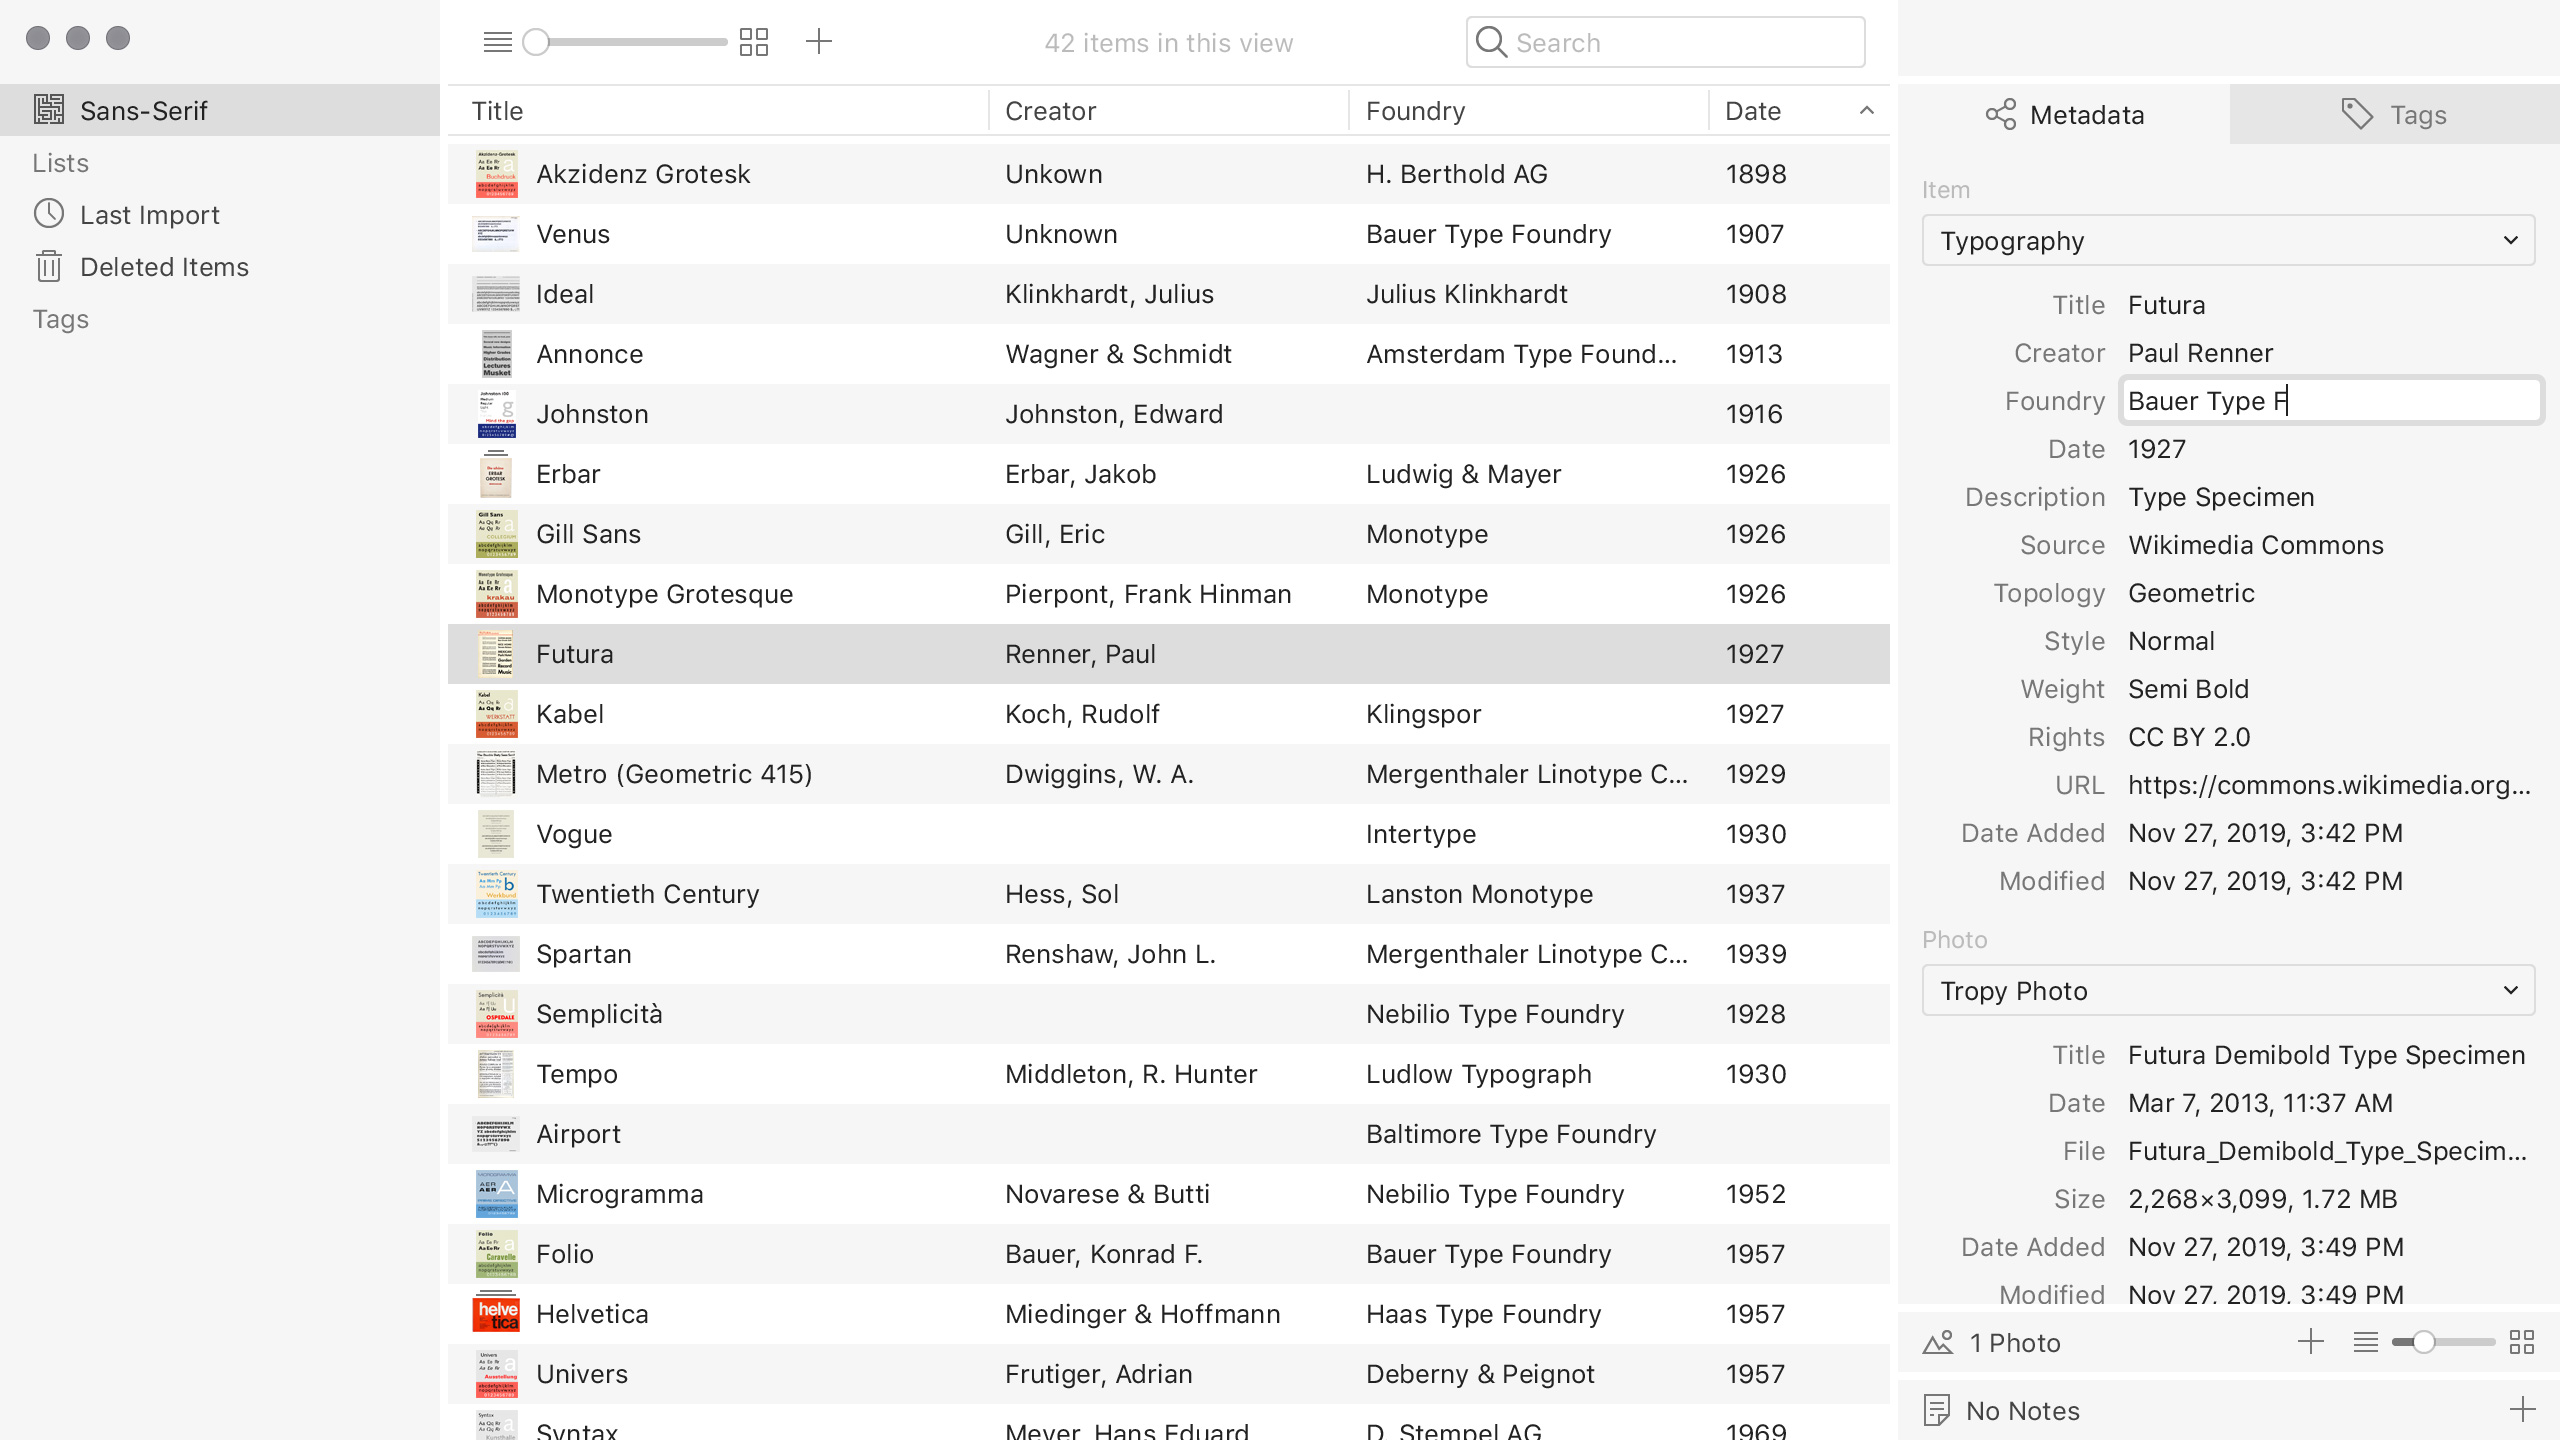 42 items in this view
Search
Sans-Serif
Lists
Last Import
Deleted Items
Tags
Title Creator Foundry Date
Akzidenz Grotesk Unkown H. Berthold AG 1898
Venus Unknown Bauer Type Foundry 1907
Ideal Klinkhardt, Julius Julius Klinkhardt 1908
Annonce Wagner & Schmidt Amsterdam Type Found... 1913
Johnston Johnston, Edward 1916
Erbar Erbar, Jakob Ludwig & Mayer 1926
Gill Sans Gill, Eric Monotype 1926
Monotype Grotesque Pierpont, Frank Hinman Monotype 1926
Futura Renner, Paul 1927
Kabel Koch, Rudolf Klingspor 1927
Metro (Geometric 415) Dwiggins, W. A. Mergenthaler Linotype C... 1929
Vogue Intertype 1930
Twentieth Century Hess, Sol Lanston Monotype 1937
Spartan Renshaw, John L. Mergenthaler Linotype C... 1939
Semplicità Nebilio Type Foundry 1928
Tempo Middleton, R. Hunter Ludlow Typograph 1930
Airport Baltimore Type Foundry
Microgramma Novarese & Butti Nebilio Type Foundry 1952
Folio Bauer, Konrad F. Bauer Type Foundry 1957
Helvetica Miedinger & Hoffmann Haas Type Foundry 1957
Univers Frutiger, Adrian Deberny & Peignot 1957
Syntax Meyer, Hans Eduard D. Stempel AG 1969
Metadata Tags
Item
Typography
Title Futura
Creator Paul Renner
Foundry Bauer Type F
Date 1927
Description Type Specimen
Source Wikimedia Commons
Topology Geometric
Style Normal
Weight Semi Bold
Rights CC BY 2.0
URL https://commons.wikimedia.org...
Date Added Nov 27, 2019, 3:42 PM
Modified Nov 27, 2019, 3:42 PM
Photo
Tropy Photo
Title Futura Demibold Type Specimen
Date Mar 7, 2013, 11:37 AM
File Futura_Demibold_Type_Specim...
Size 2,268×3,099, 1.72 MB
Date Added Nov 27, 2019, 3:49 PM
Modified Nov 27, 2019, 3:49 PM
1 Photo
No Notes